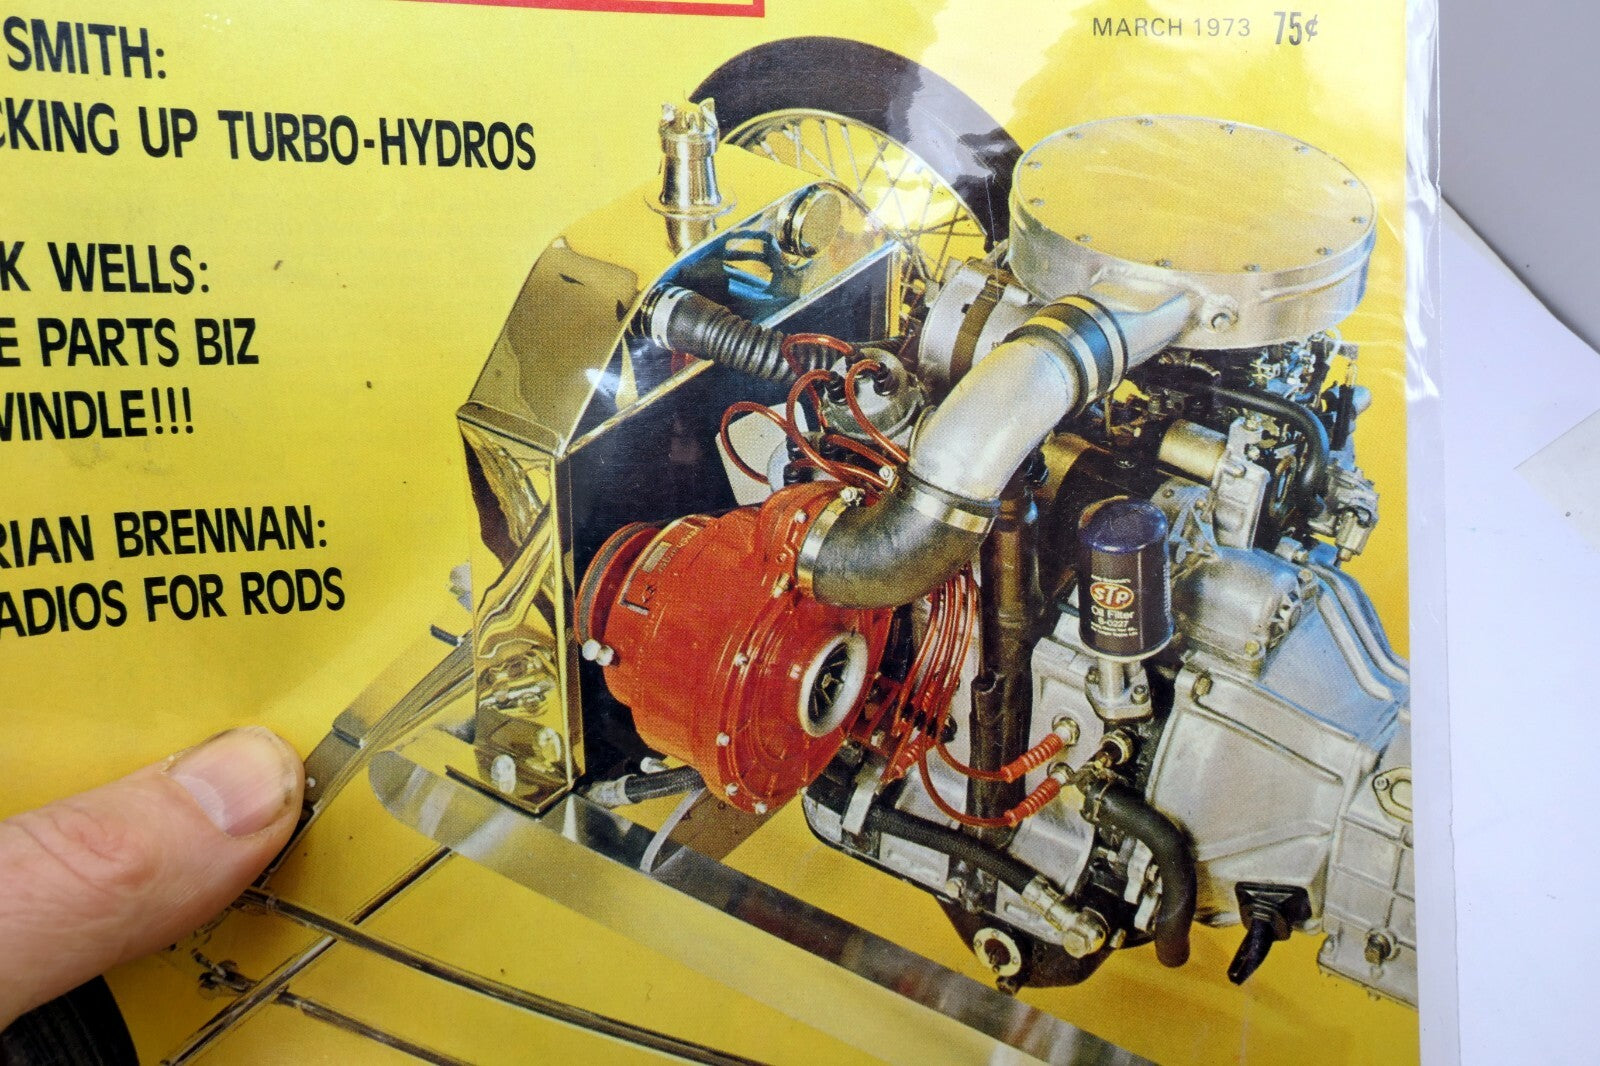 MARCH 1973 75¢
SMITH:
CKING UP TURBO-HYDROS
K WELLS:
E PARTS BIZ
WINDLE!!!
RIAN BRENNAN:
ADIOS FOR RODS
STP
Oil Filter
S-0227